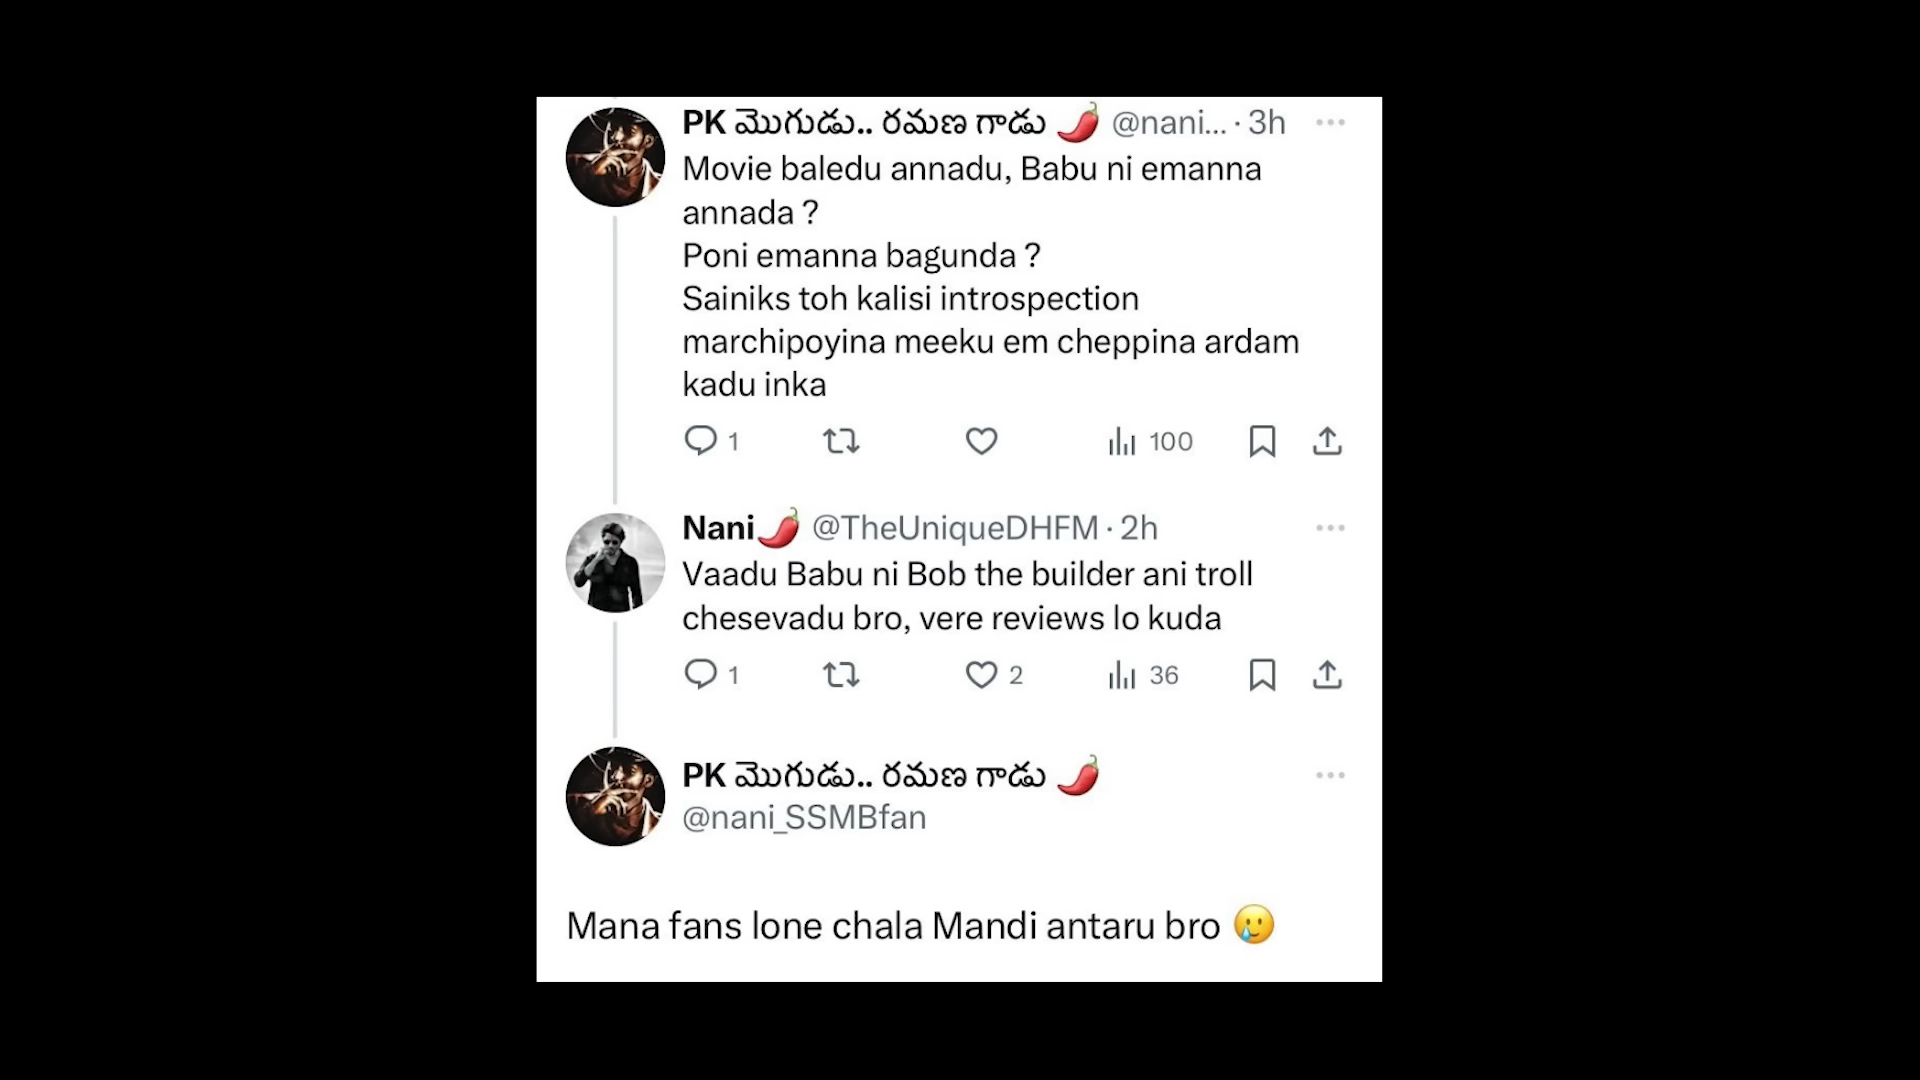 PK మొగుడు.. రమణ గాడు 🌶️ @nani... · 3h
Movie baledu annadu, Babu ni emanna
annada ?
Poni emanna bagunda ?
Sainiks toh kalisi introspection
marchipoyina meeku em cheppina ardam
kadu inka
1 100
Nani🌶️ @TheUniqueDHFM · 2h
Vaadu Babu ni Bob the builder ani troll
chesevadu bro, vere reviews lo kuda
1 2 36
PK మొగుడు.. రమణ గాడు 🌶️
@nani_SSMBfan
Mana fans lone chala Mandi antaru bro 🥲